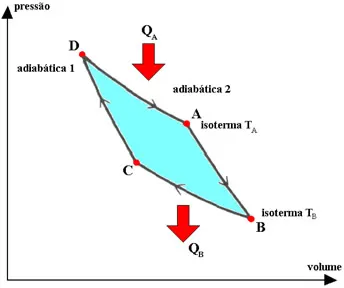 pressão
Q_A
D
adiabática 1
adiabática 2
A
isoterma T_A
C
isoterma T_B
B
Q_B
volume